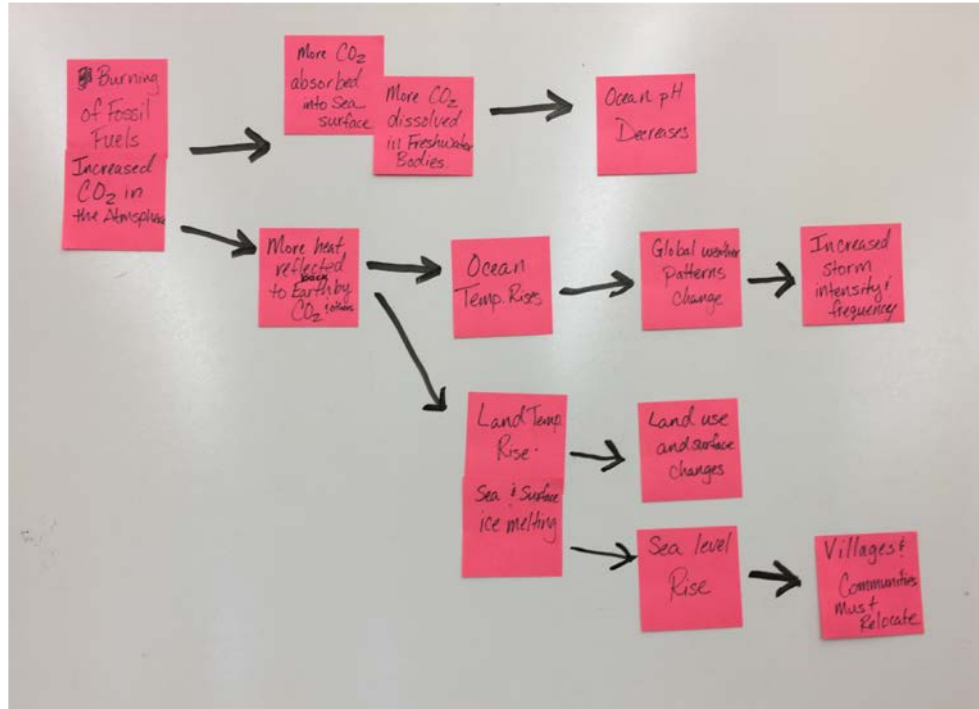 Burning
of Fossil
Fuels
Increased
CO₂ in
the Atmsphere
More CO₂
absorbed
into Sea
surface
More CO₂
dissolved
in Freshwater
Bodies.
Ocean pH
Decreases
More heat
reflected
back
to Earth by
CO₂ & others
Ocean
Temp. Rises
Global weather
patterns
change
Increased
storm
intensity &
frequency
Land Temp
Rise.
Land use
and surface
changes
Sea & Surface
ice melting
Sea level
Rise
Villages &
Communities
Must
Relocate